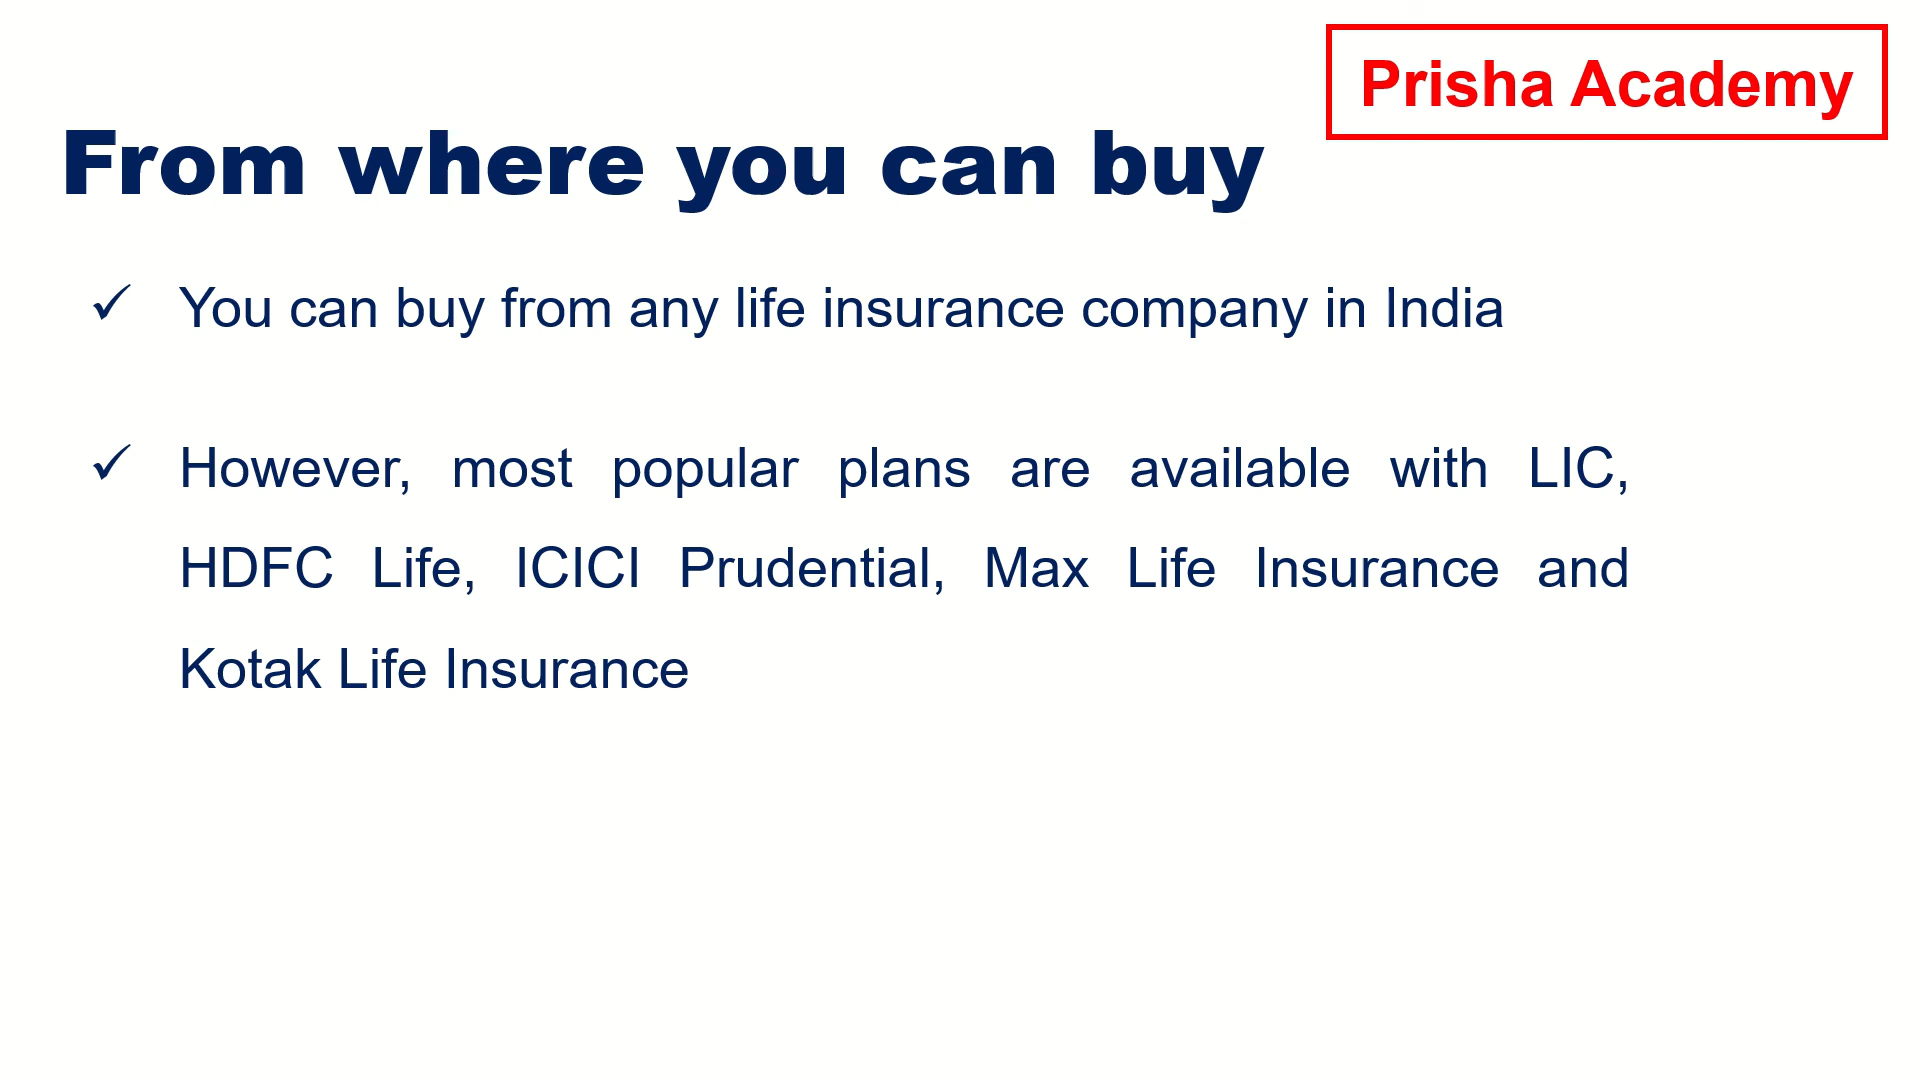 Prisha Academy
From where you can buy
✓ You can buy from any life insurance company in India
✓ However, most popular plans are available with LIC,
HDFC Life, ICICI Prudential, Max Life Insurance and
Kotak Life Insurance